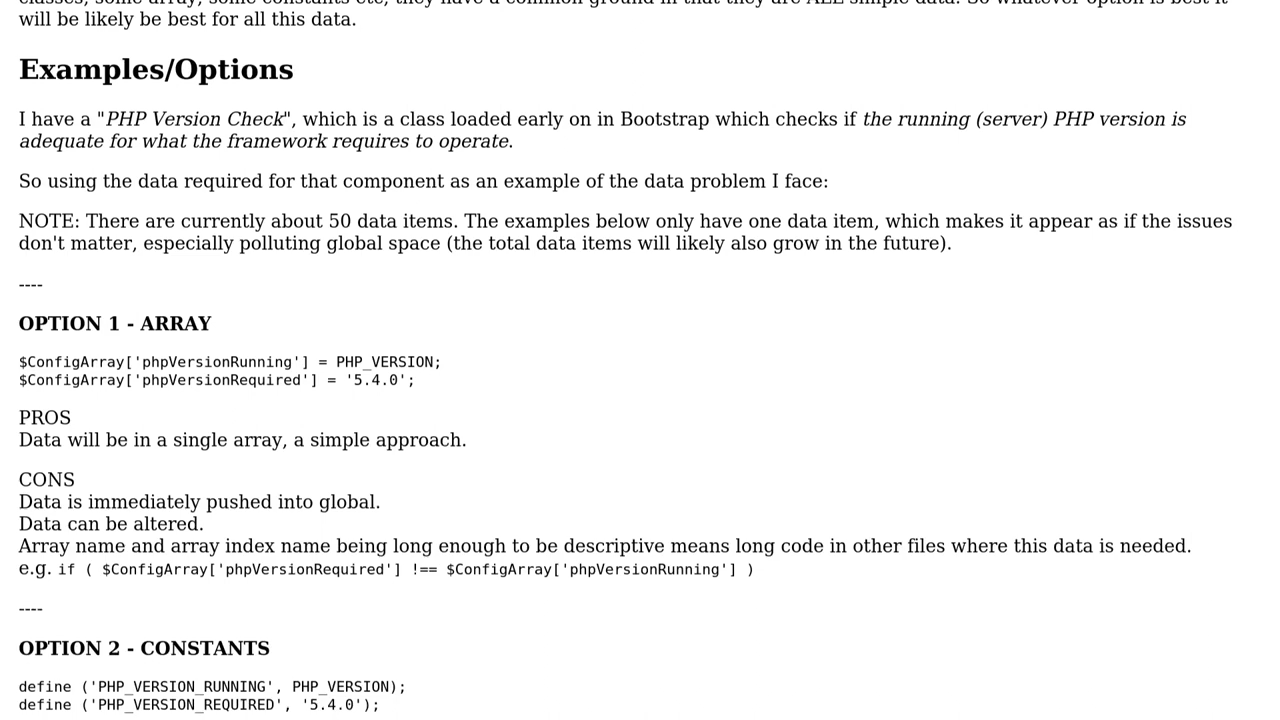 will be likely be best for all this data.
Examples/Options
I have a "PHP Version Check", which is a class loaded early on in Bootstrap which checks if the running (server) PHP version is
adequate for what the framework requires to operate.
So using the data required for that component as an example of the data problem I face:
NOTE: There are currently about 50 data items. The examples below only have one data item, which makes it appear as if the issues
don't matter, especially polluting global space (the total data items will likely also grow in the future).
----
OPTION 1 - ARRAY
$ConfigArray['phpVersionRunning'] = PHP_VERSION;
$ConfigArray['phpVersionRequired'] = '5.4.0';
PROS
Data will be in a single array, a simple approach.
CONS
Data is immediately pushed into global.
Data can be altered.
Array name and array index name being long enough to be descriptive means long code in other files where this data is needed.
e.g. if ( $ConfigArray['phpVersionRequired'] !== $ConfigArray['phpVersionRunning'] )
----
OPTION 2 - CONSTANTS
define ('PHP_VERSION_RUNNING', PHP_VERSION);
define ('PHP_VERSION_REQUIRED', '5.4.0');